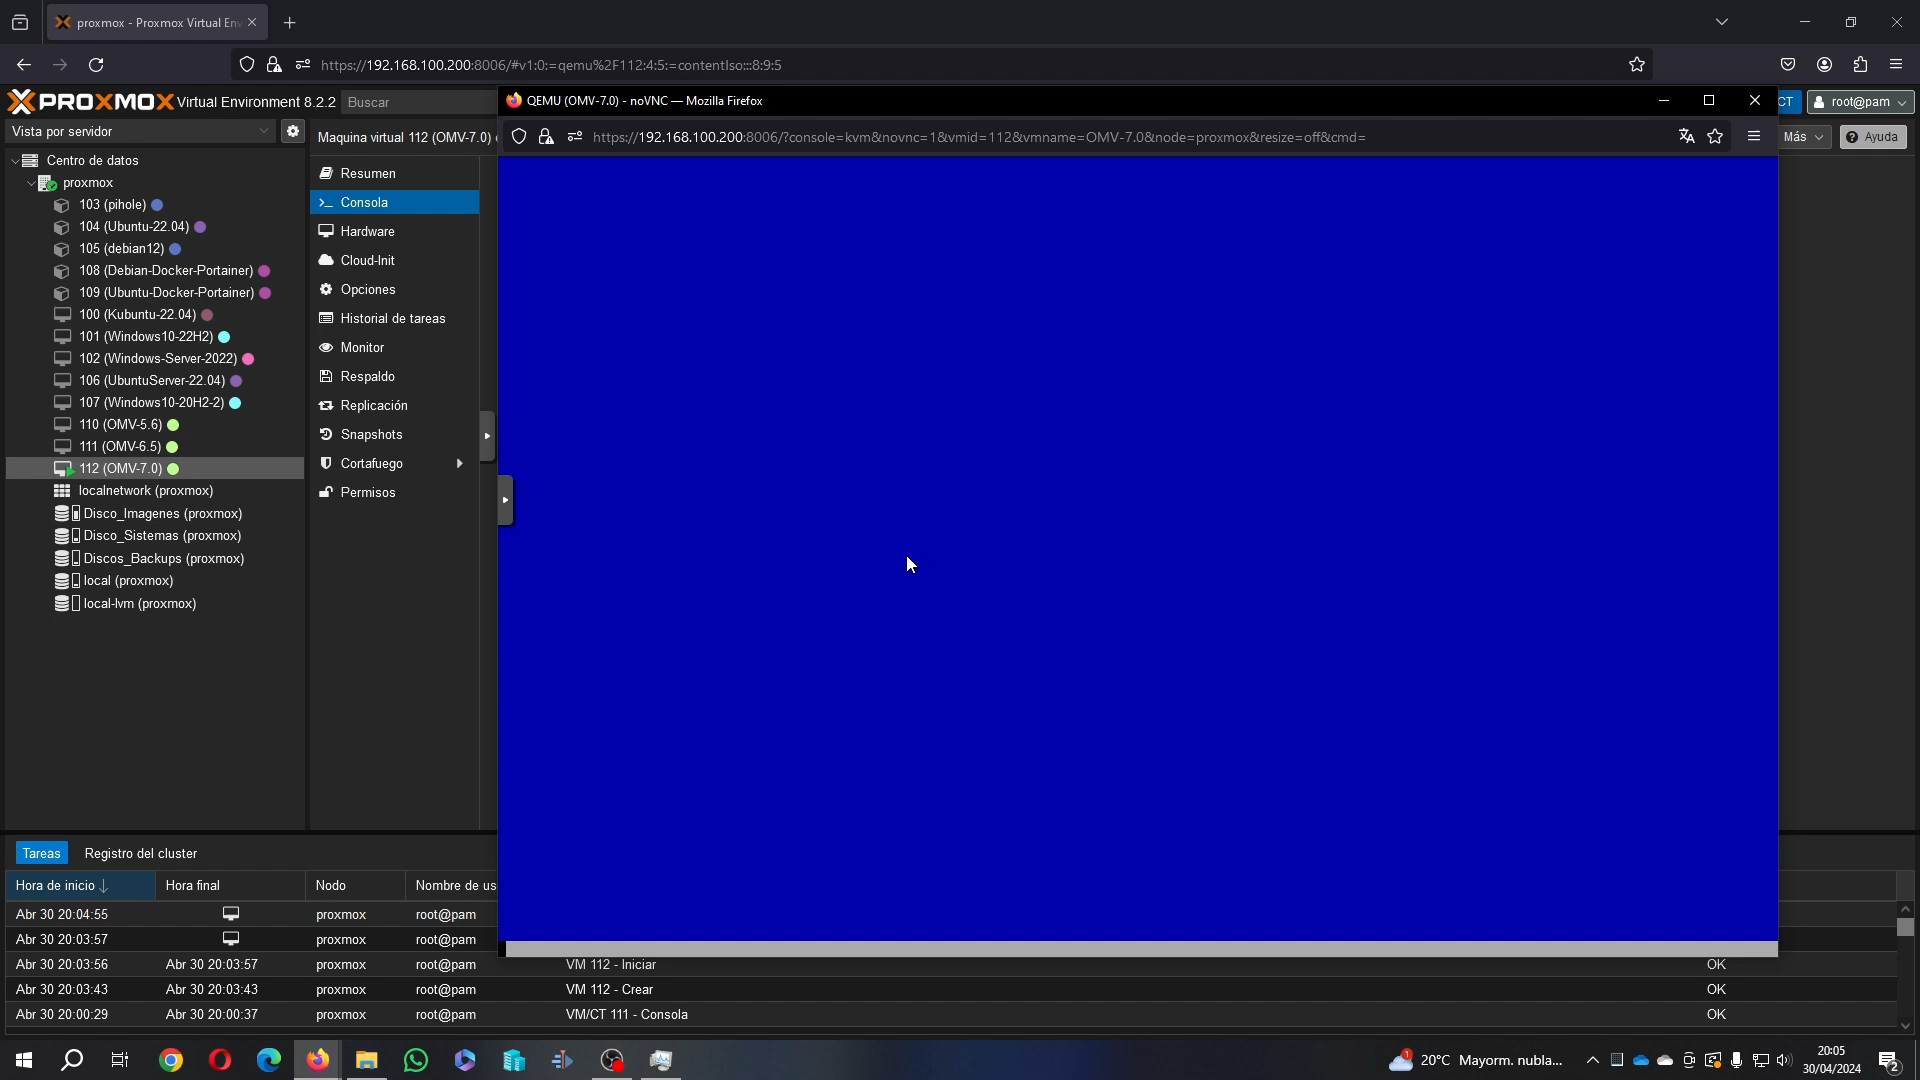 proxmox - Proxmox Virtual En
https://192.168.100.200:8006/#v1:0:=qemu%2F112:4:5:=contentIso:::8:9:5
PROXMOX Virtual Environment 8.2.2
Buscar
CT
root@pam
Vista por servidor
Maquina virtual 112 (OMV-7.0)
Más
Ayuda
QEMU (OMV-7.0) - noVNC — Mozilla Firefox
https://192.168.100.200:8006/?console=kvm&novnc=1&vmid=112&vmname=OMV-7.0&node=proxmox&resize=off&cmd=
Centro de datos
proxmox
103 (pihole)
104 (Ubuntu-22.04)
105 (debian12)
108 (Debian-Docker-Portainer)
109 (Ubuntu-Docker-Portainer)
100 (Kubuntu-22.04)
101 (Windows10-22H2)
102 (Windows-Server-2022)
106 (UbuntuServer-22.04)
107 (Windows10-20H2-2)
110 (OMV-5.6)
111 (OMV-6.5)
112 (OMV-7.0)
localnetwork (proxmox)
Disco_Imagenes (proxmox)
Disco_Sistemas (proxmox)
Discos_Backups (proxmox)
local (proxmox)
local-lvm (proxmox)
Resumen
Consola
Hardware
Cloud-Init
Opciones
Historial de tareas
Monitor
Respaldo
Replicación
Snapshots
Cortafuego
Permisos
Tareas
Registro del cluster
Hora de inicio
Hora final
Nodo
Nombre de us
Abr 30 20:04:55 proxmox root@pam
Abr 30 20:03:57 proxmox root@pam
Abr 30 20:03:56 Abr 30 20:03:57 proxmox root@pam VM 112 - Iniciar OK
Abr 30 20:03:43 Abr 30 20:03:43 proxmox root@pam VM 112 - Crear OK
Abr 30 20:00:29 Abr 30 20:00:37 proxmox root@pam VM/CT 111 - Consola OK
1
20°C Mayorm. nubla...
20:05
30/04/2024
2